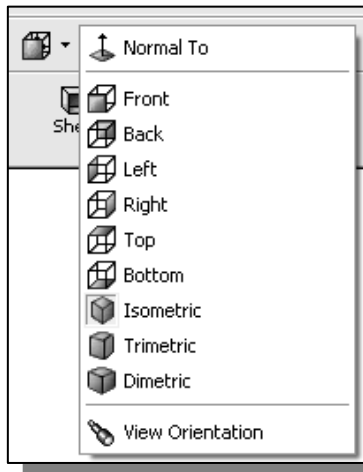 Normal To
Front
Back
Left
Right
Top
Bottom
Isometric
Trimetric
Dimetric
View Orientation